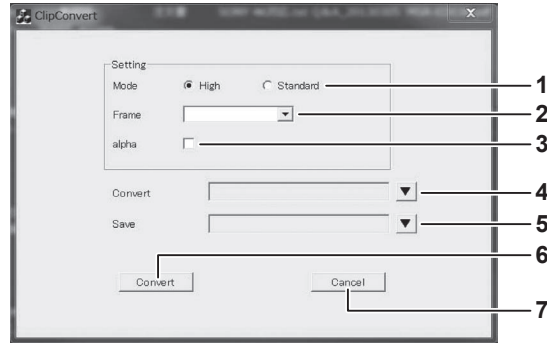 ClipConvert
X
Setting
Mode High Standard 1
Frame 2
alpha 3
Convert 4
Save 5
6
Convert Cancel
7